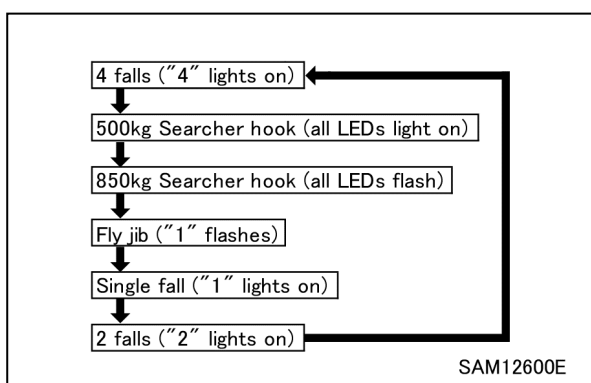 4 falls ("4" lights on)
500kg Searcher hook (all LEDs light on)
850kg Searcher hook (all LEDs flash)
Fly jib ("1" flashes)
Single fall ("1" lights on)
2 falls ("2" lights on)
SAM12600E